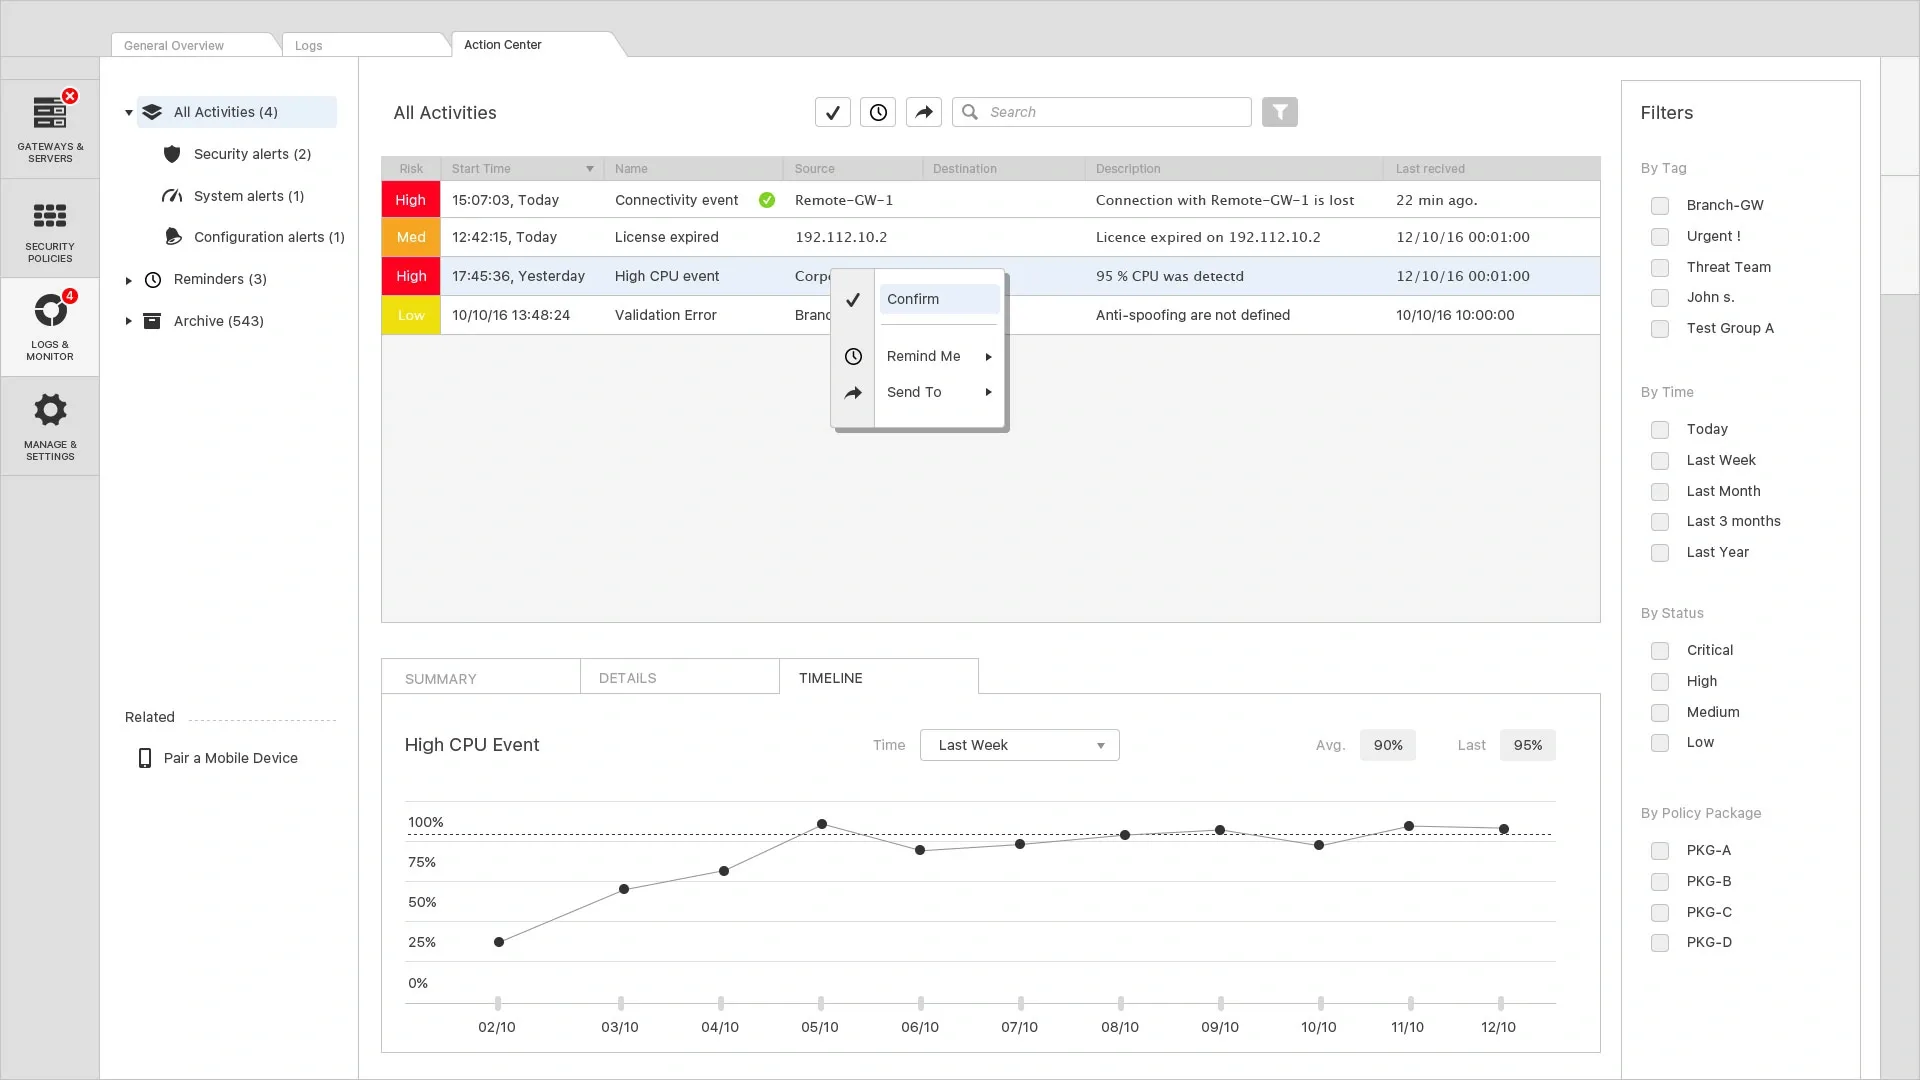 General Overview
Logs
Action Center
GATEWAYS &
SERVERS
SECURITY
POLICIES
4
LOGS &
MONITOR
MANAGE &
SETTINGS
All Activities (4)
Security alerts (2)
System alerts (1)
Configuration alerts (1)
Reminders (3)
Archive (543)
Related
Pair a Mobile Device
All Activities
Search
Risk Start Time Name Source Destination Description Last recived
High 15:07:03, Today Connectivity event Remote-GW-1 Connection with Remote-GW-1 is lost 22 min ago.
Med 12:42:15, Today License expired 192.112.10.2 Licence expired on 192.112.10.2 12/10/16 00:01:00
High 17:45:36, Yesterday High CPU event Corp 95 % CPU was detectd 12/10/16 00:01:00
Low 10/10/16 13:48:24 Validation Error Branc Anti-spoofing are not defined 10/10/16 10:00:00
Confirm
Remind Me
Send To
SUMMARY
DETAILS
TIMELINE
High CPU Event
Time
Last Week
Avg. 90%
Last 95%
100%
75%
50%
25%
0%
02/10 03/10 04/10 05/10 06/10 07/10 08/10 09/10 10/10 11/10 12/10
Filters
By Tag
Branch-GW
Urgent !
Threat Team
John s.
Test Group A
By Time
Today
Last Week
Last Month
Last 3 months
Last Year
By Status
Critical
High
Medium
Low
By Policy Package
PKG-A
PKG-B
PKG-C
PKG-D